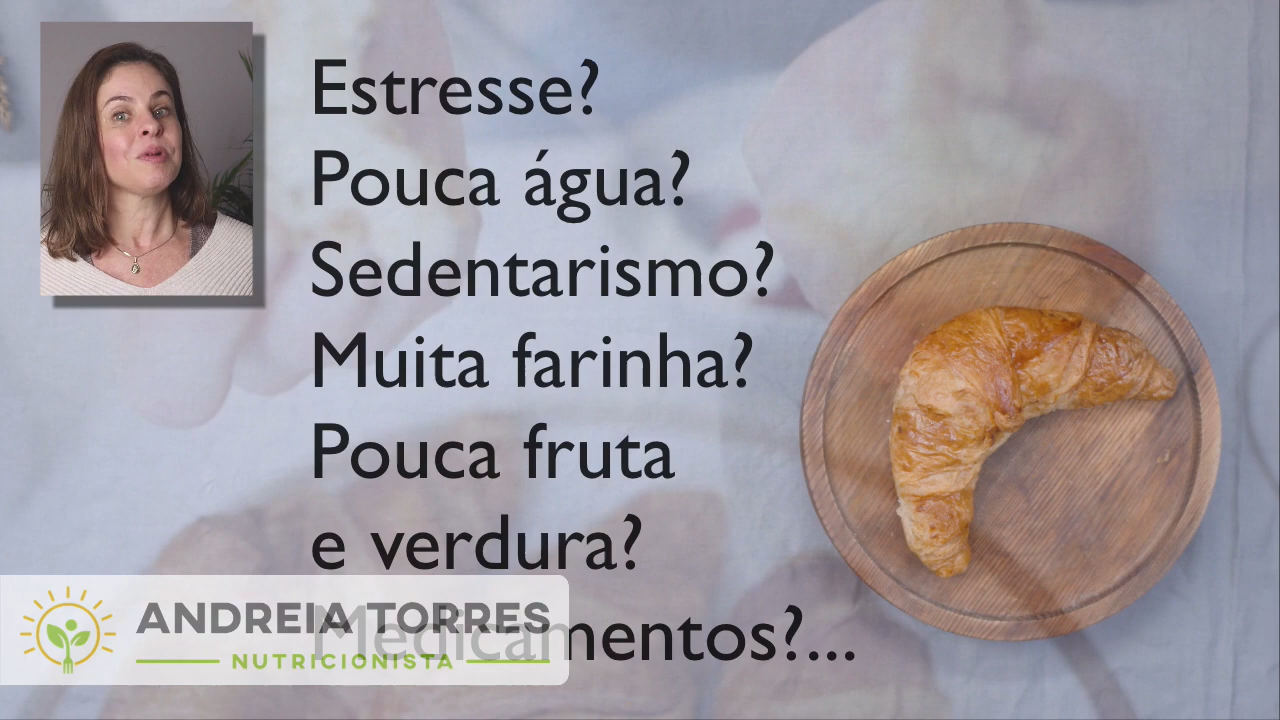 Estresse?
Pouca água?
Sedentarismo?
Muita farinha?
Pouca fruta
e verdura?
Medicamentos?...
ANDREIA TORRES
NUTRICIONISTA